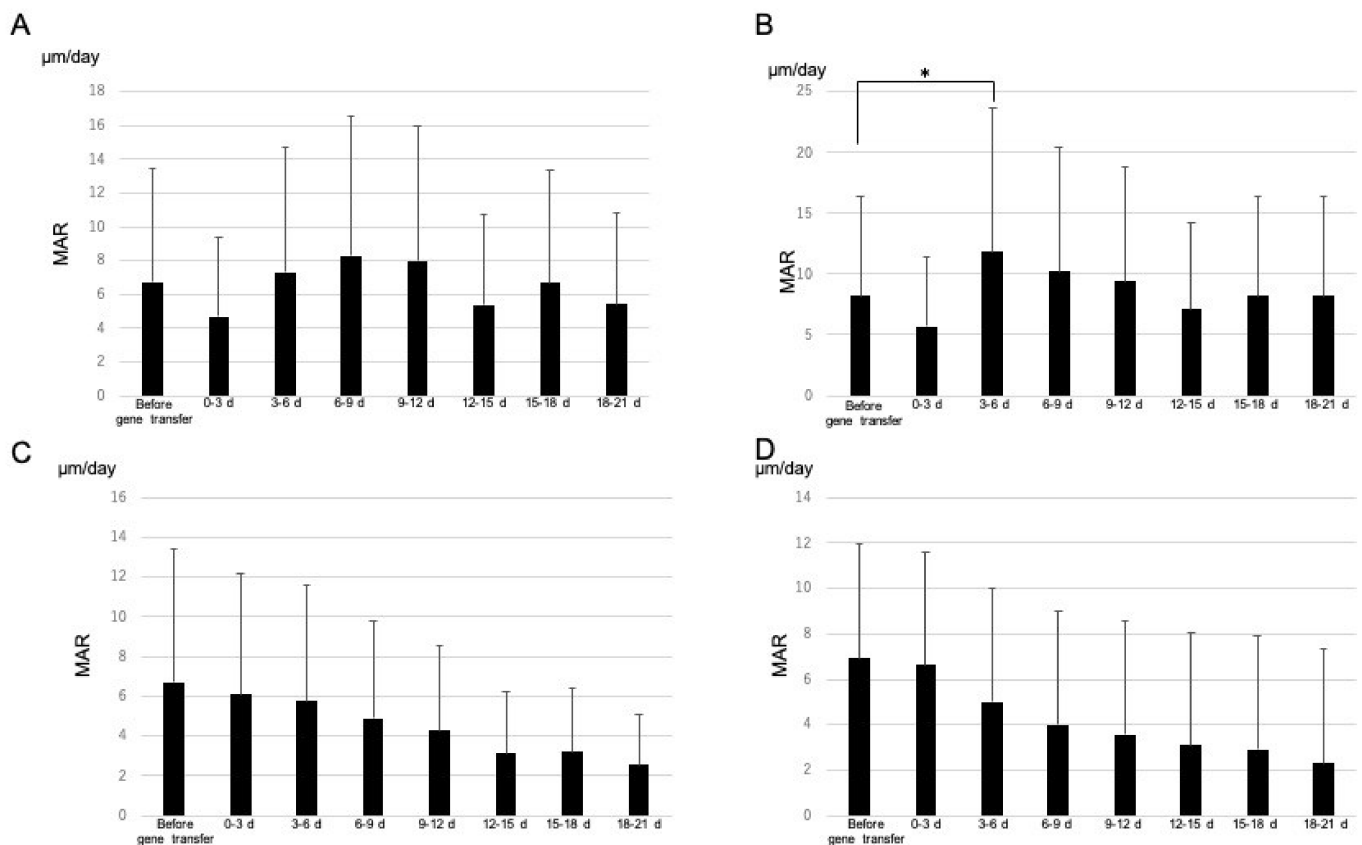 A
µm/day
18
16
14
12
10
8
6
4
2
0
MAR
Before
gene transfer
0-3 d
3-6 d
6-9 d
9-12 d
12-15 d
15-18 d
18-21 d
B
µm/day
*
25
20
15
10
5
0
MAR
Before
gene transfer
0-3 d
3-6 d
6-9 d
9-12 d
12-15 d
15-18 d
18-21 d
C
µm/day
16
14
12
10
8
6
4
2
0
MAR
Before
gene transfer
0-3 d
3-6 d
6-9 d
9-12 d
12-15 d
15-18 d
18-21 d
D
µm/day
14
12
10
8
6
4
2
0
MAR
Before
gene transfer
0-3 d
3-6 d
6-9 d
9-12 d
12-15 d
15-18 d
18-21 d